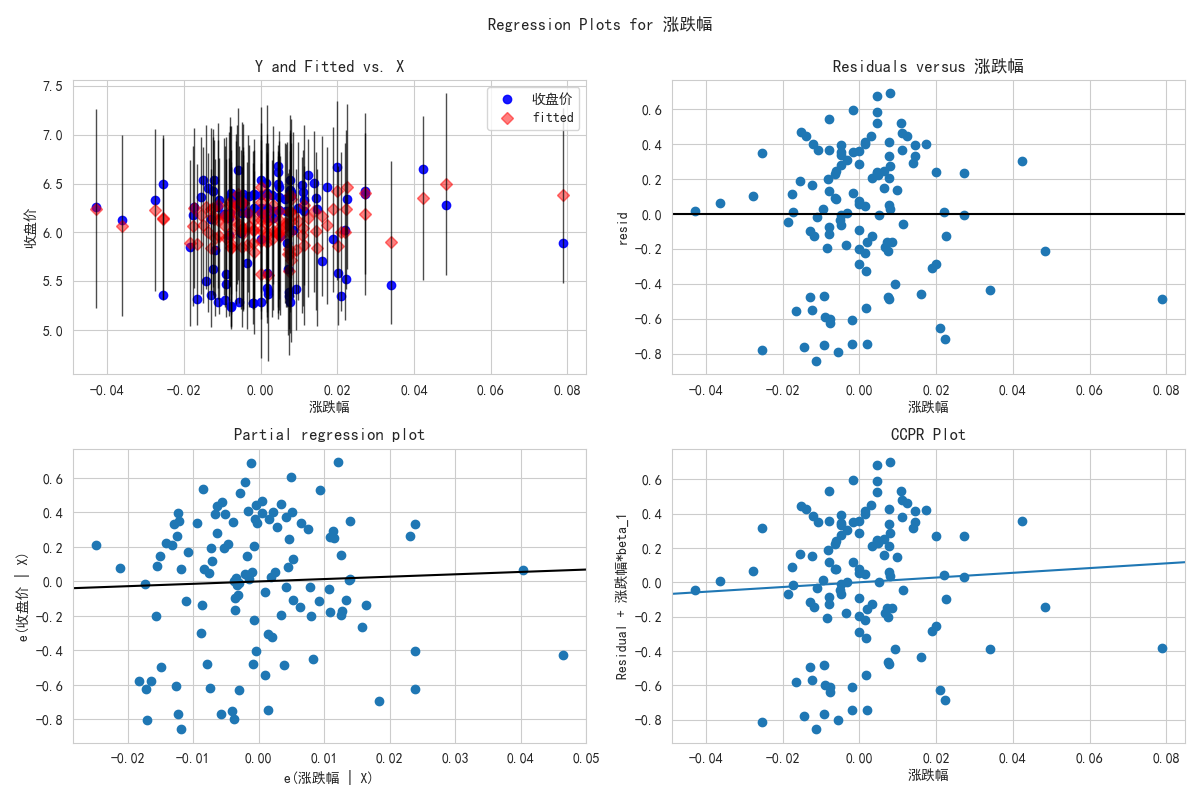 Regression Plots for 涨跌幅
Y and Fitted vs. X
收盘价
fitted
7.5
7.0
6.5
6.0
5.5
5.0
收盘价
-0.04 -0.02 0.00 0.02 0.04 0.06 0.08
涨跌幅
Residuals versus 涨跌幅
0.6
0.4
0.2
0.0
-0.2
-0.4
-0.6
-0.8
resid
-0.04 -0.02 0.00 0.02 0.04 0.06 0.08
涨跌幅
Partial regression plot
0.6
0.4
0.2
0.0
-0.2
-0.4
-0.6
-0.8
e(收盘价 | X)
-0.02 -0.01 0.00 0.01 0.02 0.03 0.04 0.05
e(涨跌幅 | X)
CCPR Plot
0.6
0.4
0.2
0.0
-0.2
-0.4
-0.6
-0.8
Residual + 涨跌幅*beta_1
-0.04 -0.02 0.00 0.02 0.04 0.06 0.08
涨跌幅